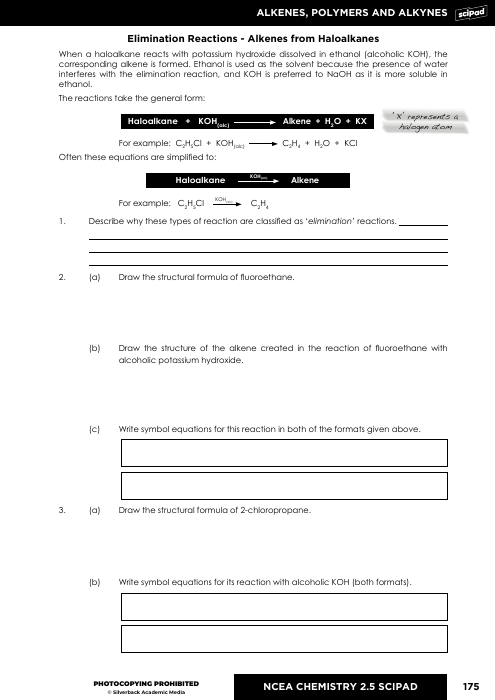 ALKENES, POLYMERS AND ALKYNES scipad
Elimination Reactions - Alkenes from Haloalkanes
When a haloalkane reacts with potassium hydroxide dissolved in ethanol (alcoholic KOH), the
corresponding alkene is formed. Ethanol is used as the solvent because the presence of water
interferes with the elimination reaction, and KOH is preferred to NaOH as it is more soluble in
ethanol.
The reactions take the general form:
Haloalkane + KOH(alc) ⟶ Alkene + H₂O + KX
'X' represents a
halogen atom
For example: C₂H₅Cl + KOH(alc) ⟶ C₂H₄ + H₂O + KCl
Often these equations are simplified to:
Haloalkane KOH(alc) ⟶ Alkene
For example: C₂H₅Cl KOH(alc) ⟶ C₂H₄
1. Describe why these types of reaction are classified as 'elimination' reactions.
2. (a) Draw the structural formula of fluoroethane.
(b) Draw the structure of the alkene created in the reaction of fluoroethane with
alcoholic potassium hydroxide.
(c) Write symbol equations for this reaction in both of the formats given above.
3. (a) Draw the structural formula of 2-chloropropane.
(b) Write symbol equations for its reaction with alcoholic KOH (both formats).
PHOTOCOPYING PROHIBITED
© Silverback Academic Media
NCEA CHEMISTRY 2.5 SCIPAD
175